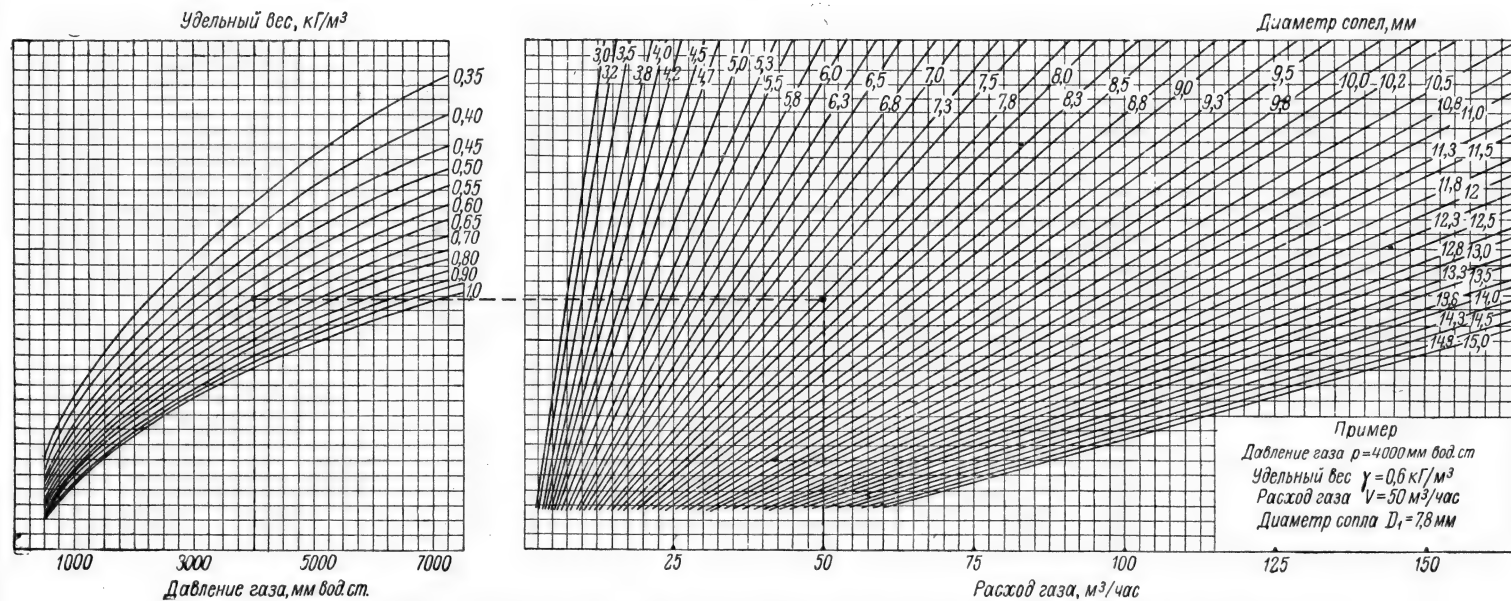 Удельный вес, кГ/м³
0,35
0,40
0,45
0,50
0,55
0,60
0,65
0,70
0,80
0,90
1,0
1000 3000 5000 7000
Давление газа, мм вод.ст.
Диаметр сопел, мм
3,0 3,5 4,0 4,5 5,0 5,3 6,0 6,5 7,0 7,5 8,0 8,5 9,0 9,5 10,0 10,2 10,5
3,2 3,8 4,2 4,7 5,5 5,8 6,3 6,8 7,3 7,8 8,3 8,8 9,3 9,8 10,8 11,0
11,3 11,5
11,8 12
12,3 12,5
12,8 13,0
13,3 13,5
13,6 14,0
14,3 14,5
14,8 15,0
25 50 75 100 125 150
Расход газа, м³/час
Пример
Давление газа p=4000 мм вод.ст
Удельный вес γ=0,6 кГ/м³
Расход газа V=50 м³/час
Диаметр сопла D₁=7,8 мм